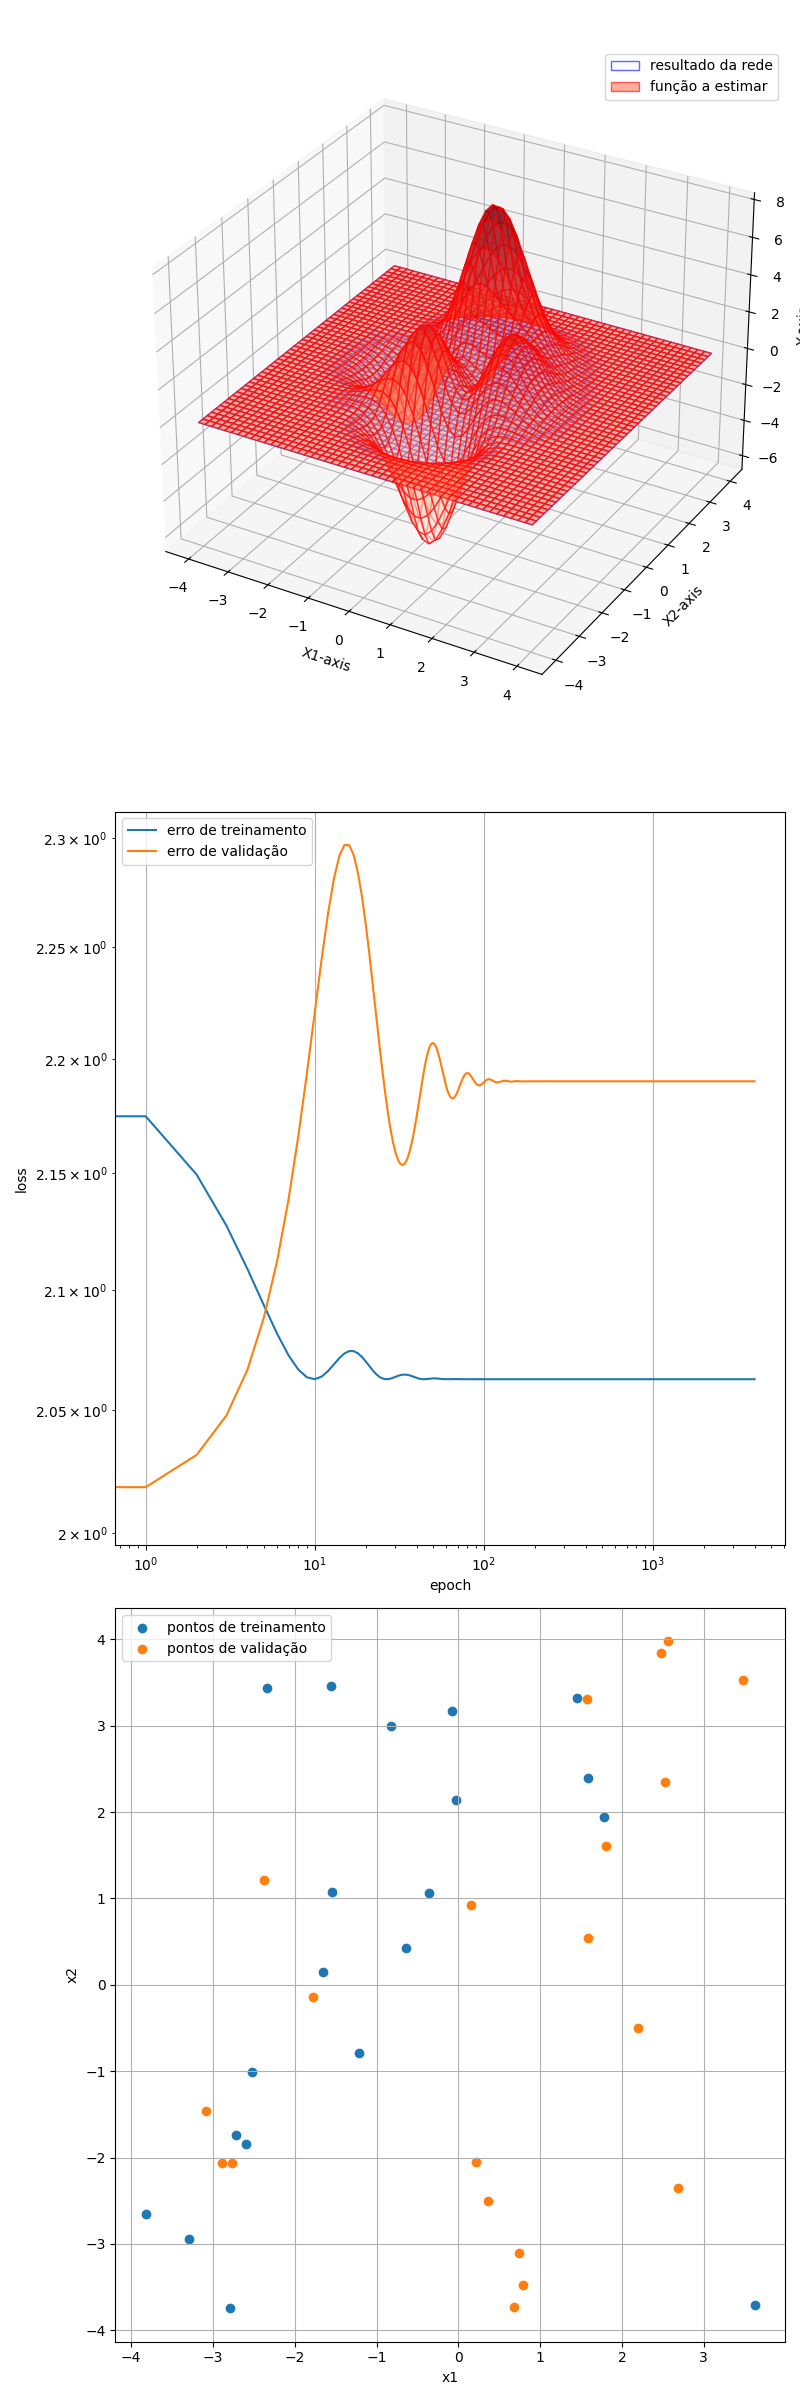 resultado da rede
função a estimar
8
6
4
2
0
−2
−4
−6
−4
−3
−2
−1
0
1
2
3
4
X1-axis
−4
−3
−2
−1
0
1
2
3
4
X2-axis
erro de treinamento
erro de validação
2.3 × 10⁰
2.25 × 10⁰
2.2 × 10⁰
2.15 × 10⁰
2.1 × 10⁰
2.05 × 10⁰
2 × 10⁰
loss
10⁰ 10¹ 10² 10³
epoch
pontos de treinamento
pontos de validação
4
3
2
1
0
−1
−2
−3
−4
x2
−4 −3 −2 −1 0 1 2 3
x1